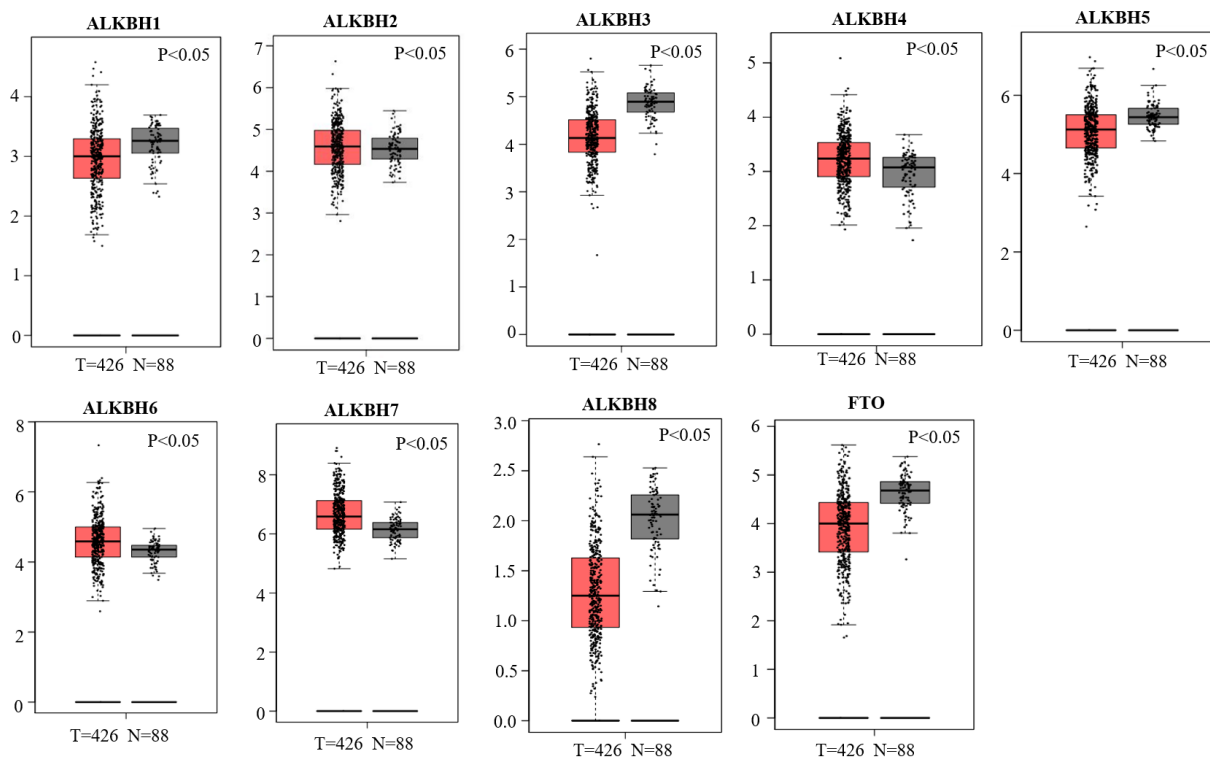 ALKBH1
P<0.05
4
3
2
1
0
T=426 N=88
ALKBH2
P<0.05
7
6
5
4
3
2
1
0
T=426 N=88
ALKBH3
P<0.05
6
5
4
3
2
1
0
T=426 N=88
ALKBH4
P<0.05
5
4
3
2
1
0
T=426 N=88
ALKBH5
P<0.05
6
4
2
0
T=426 N=88
ALKBH6
P<0.05
8
6
4
2
0
T=426 N=88
ALKBH7
P<0.05
8
6
4
2
0
T=426 N=88
ALKBH8
P<0.05
3.0
2.5
2.0
1.5
1.0
0.5
0.0
T=426 N=88
FTO
P<0.05
6
5
4
3
2
1
0
T=426 N=88